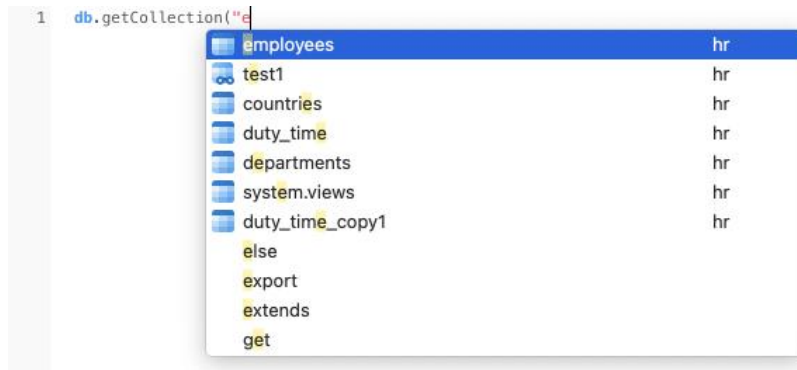 1 db.getCollection("e
employees hr
test1 hr
countries hr
duty_time hr
departments hr
system.views hr
duty_time_copy1 hr
else
export
extends
get